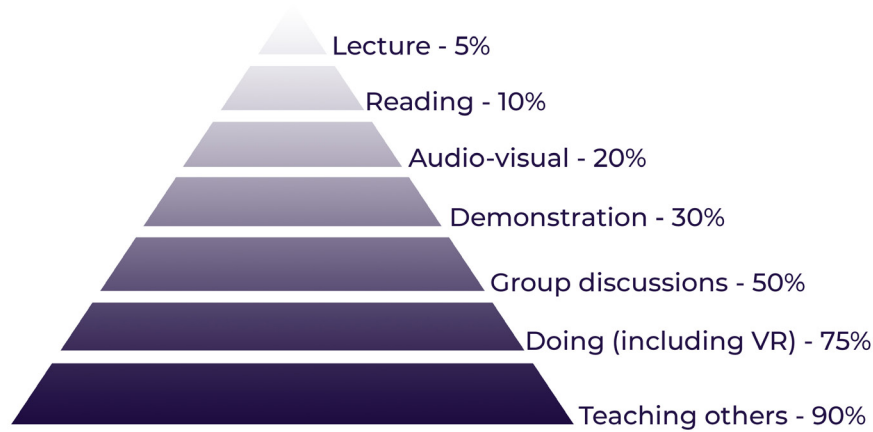 Lecture - 5%
Reading - 10%
Audio-visual - 20%
Demonstration - 30%
Group discussions - 50%
Doing (including VR) - 75%
Teaching others - 90%